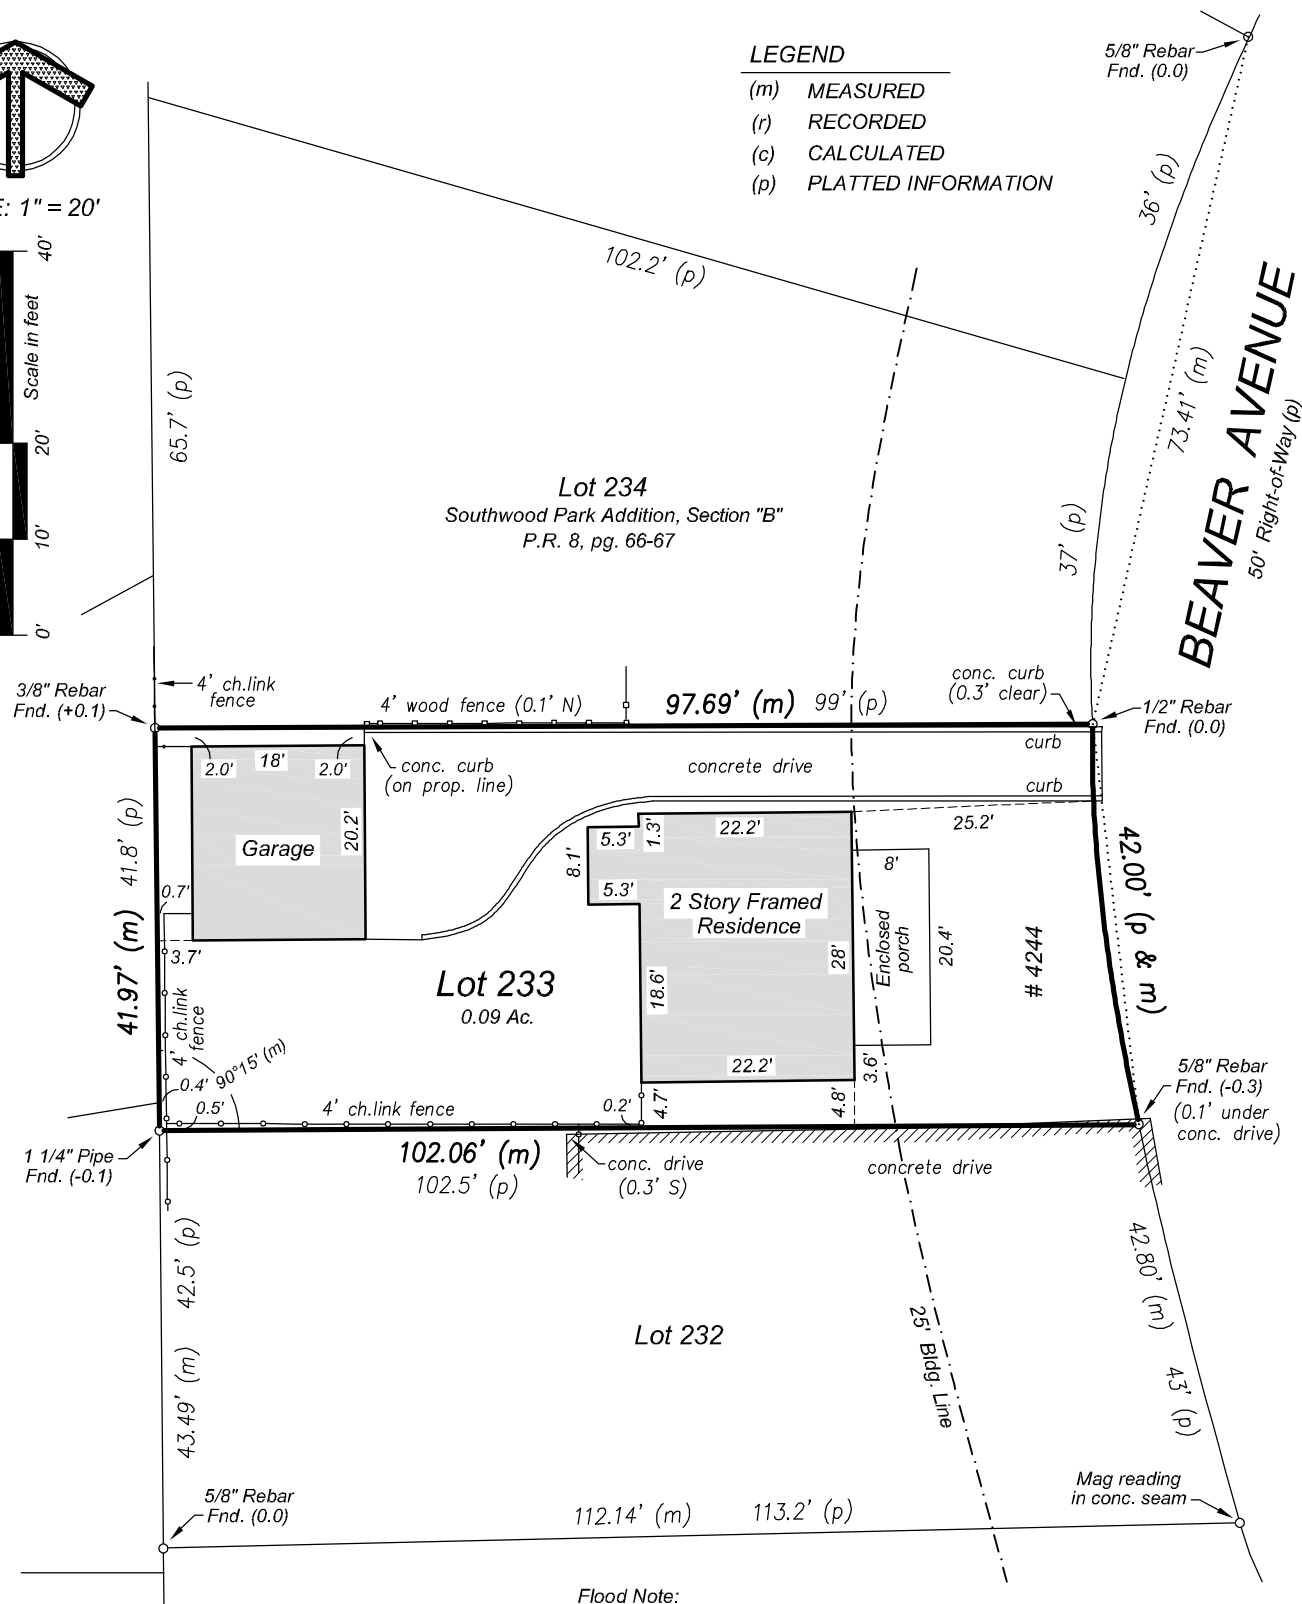 LEGEND
(m) MEASURED
(r) RECORDED
(c) CALCULATED
(p) PLATTED INFORMATION
5/8" Rebar
Fnd. (0.0)
: 1" = 20'
40'
20'
10'
0'
Scale in feet
102.2' (p)
36' (p)
73.41' (m)
BEAVER AVENUE
50' Right-of-Way (p)
65.7' (p)
37' (p)
Lot 234
Southwood Park Addition, Section "B"
P.R. 8, pg. 66-67
3/8" Rebar
Fnd. (+0.1)
4' ch.link
fence
4' wood fence (0.1' N)
97.69' (m) 99' (p)
conc. curb
(0.3' clear)
1/2" Rebar
Fnd. (0.0)
2.0'
18'
2.0'
conc. curb
(on prop. line)
concrete drive
curb
curb
20.2'
Garage
41.8' (p)
41.97' (m)
0.7'
3.7'
4' ch.link
fence
0.4'
0.5'
90°15' (m)
5.3'
1.3'
22.2'
25.2'
8.1'
5.3'
2 Story Framed
Residence
8'
Enclosed
porch
20.4'
28'
18.6'
22.2'
3.6'
4.7'
4.8'
# 4244
42.00' (p & m)
Lot 233
0.09 Ac.
4' ch.link fence
0.2'
5/8" Rebar
Fnd. (-0.3)
(0.1' under
conc. drive)
1 1/4" Pipe
Fnd. (-0.1)
102.06' (m)
102.5' (p)
conc. drive
(0.3' S)
concrete drive
42.5' (p)
43.49' (m)
42.80' (m)
43' (p)
Lot 232
25' Bldg. Line
5/8" Rebar
Fnd. (0.0)
112.14' (m) 113.2' (p)
Mag reading
in conc. seam
Flood Note: